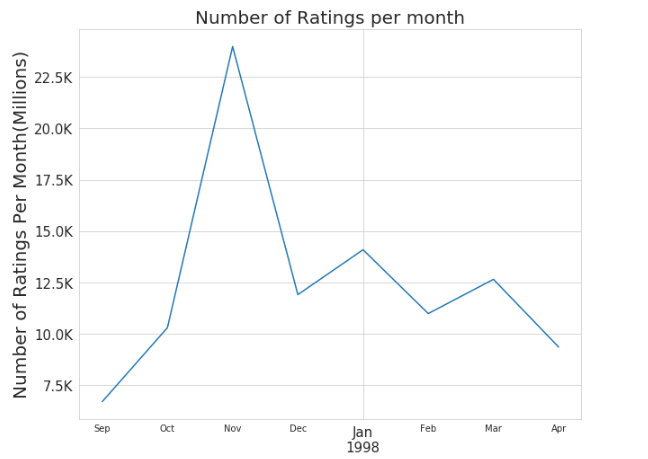 Number of Ratings per month
Number of Ratings Per Month(Millions)
22.5K
20.0K
17.5K
15.0K
12.5K
10.0K
7.5K
Sep Oct Nov Dec Jan Feb Mar Apr
1998